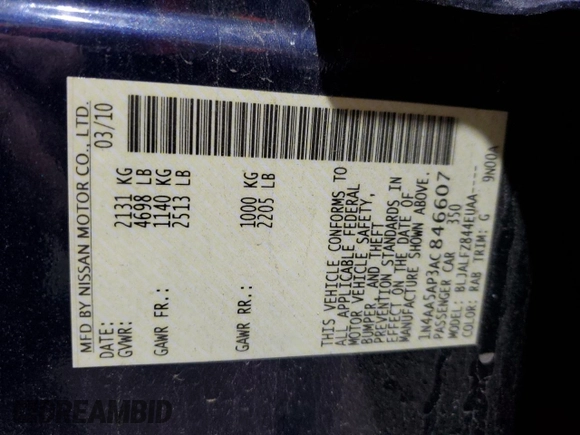 MFD BY NISSAN MOTOR CO., LTD.
DATE: 03/10
GVWR: 2131 KG
4698 LB
GAWR FR.: 1140 KG
2513 LB
GAWR RR.: 1000 KG
2205 LB
THIS VEHICLE CONFORMS TO
ALL APPLICABLE FEDERAL
MOTOR VEHICLE SAFETY,
BUMPER, AND THEFT
PREVENTION STANDARDS IN
EFFECT ON THE DATE OF
MANUFACTURE SHOWN ABOVE.
1N4AA5AP3AC846607
PASSENGER CAR 350
MODEL: BLJALFZ844EUAA----
COLOR: RAB TRIM: G 9N00A
DREAMBID